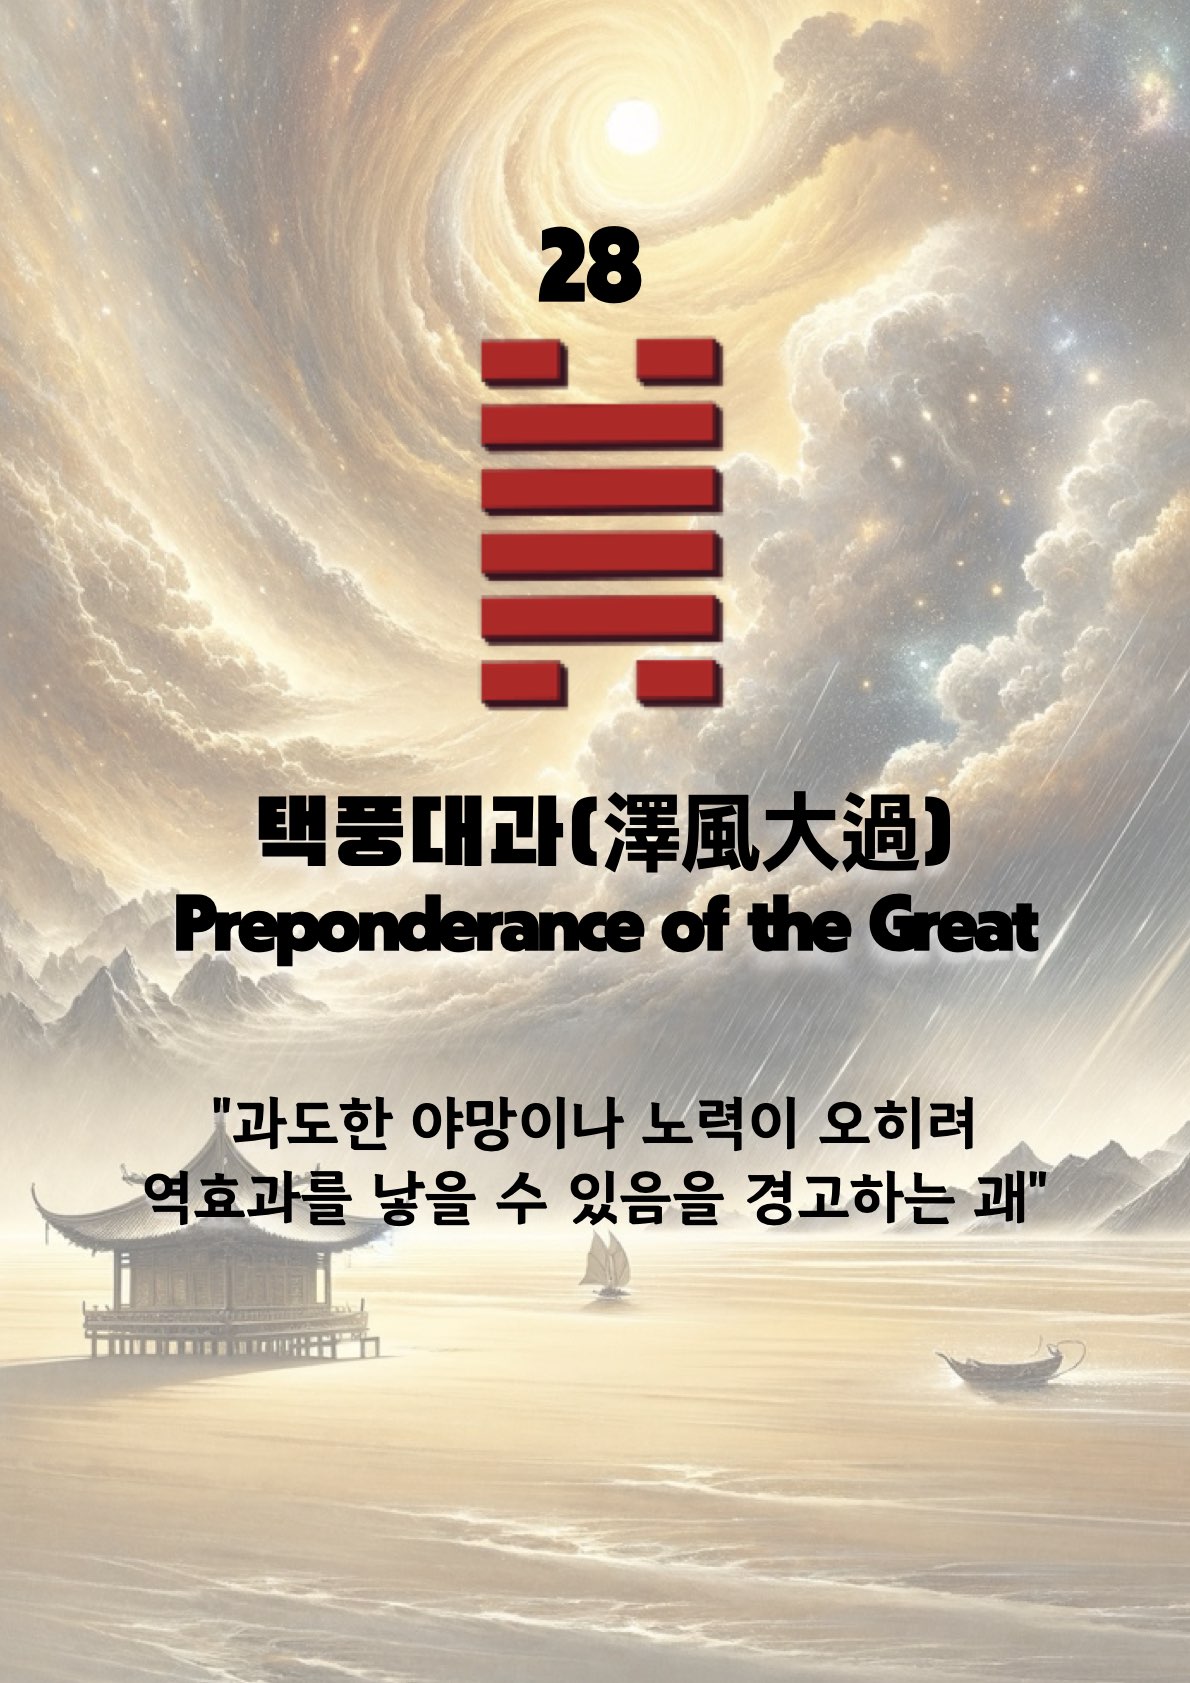 28
택풍대과(澤風大過)
Preponderance of the Great
"과도한 야망이나 노력이 오히려
역효과를 낳을 수 있음을 경고하는 괘"